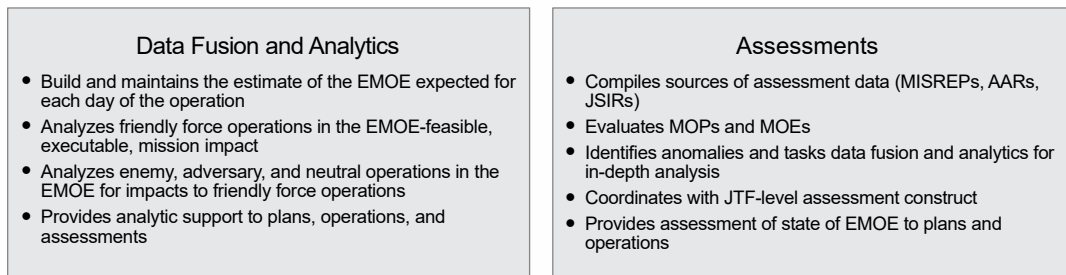 Data Fusion and Analytics
• Build and maintains the estimate of the EMOE expected for
each day of the operation
• Analyzes friendly force operations in the EMOE-feasible,
executable, mission impact
• Analyzes enemy, adversary, and neutral operations in the
EMOE for impacts to friendly force operations
• Provides analytic support to plans, operations, and
assessments
Assessments
• Compiles sources of assessment data (MISREPs, AARs,
JSIRs)
• Evaluates MOPs and MOEs
• Identifies anomalies and tasks data fusion and analytics for
in-depth analysis
• Coordinates with JTF-level assessment construct
• Provides assessment of state of EMOE to plans and
operations